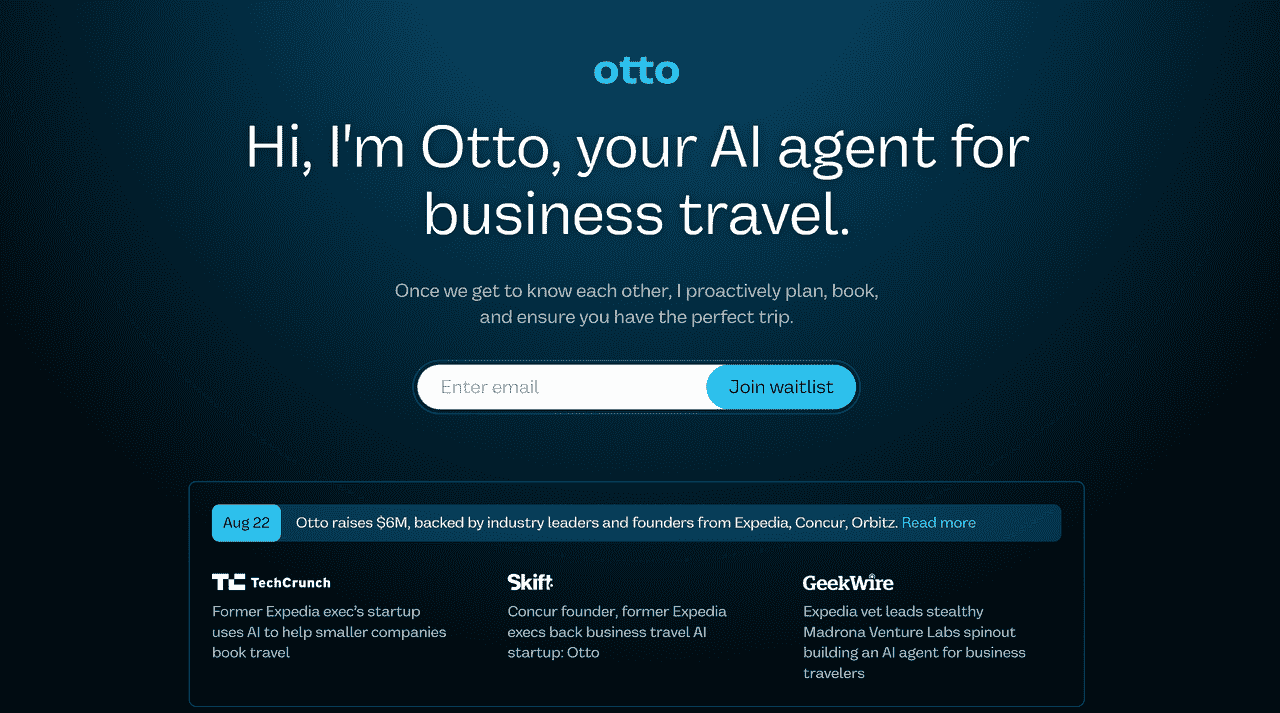 otto
Hi, I'm Otto, your AI agent for
business travel.
Once we get to know each other, I proactively plan, book,
and ensure you have the perfect trip.
Enter email
Join waitlist
Aug 22
Otto raises $6M, backed by industry leaders and founders from Expedia, Concur, Orbitz. Read more
TC TechCrunch
Former Expedia exec’s startup
uses AI to help smaller companies
book travel
Skift
Concur founder, former Expedia
execs back business travel AI
startup: Otto
GeekWire
Expedia vet leads stealthy
Madrona Venture Labs spinout
building an AI agent for business
travelers